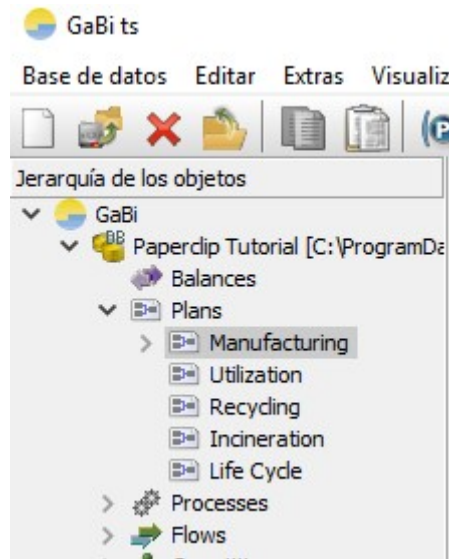 GaBi ts
Base de datos Editar Extras Visualiz
Jerarquía de los objetos
GaBi
DB Paperclip Tutorial [C:\ProgramDa
Balances
Plans
Manufacturing
Utilization
Recycling
Incineration
Life Cycle
Processes
Flows